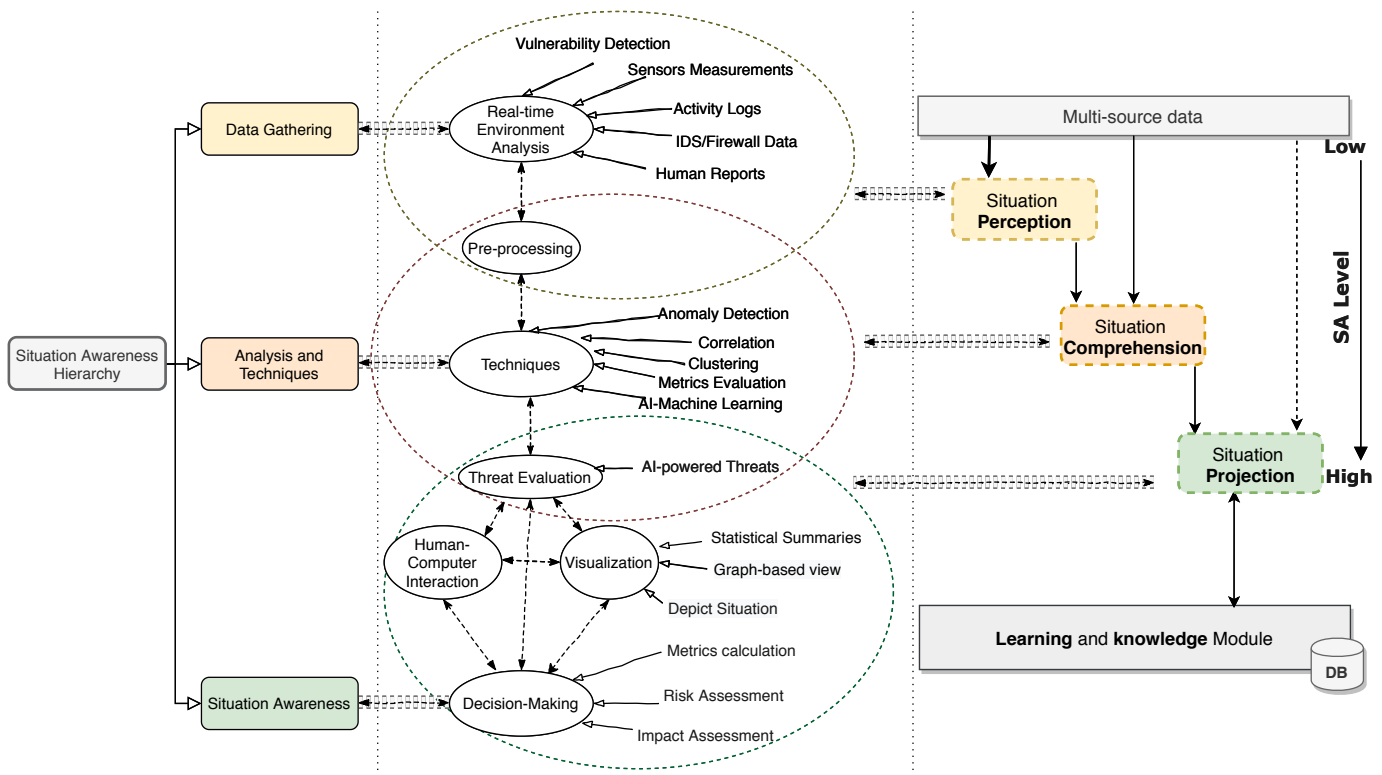 Situation Awareness
Hierarchy
Data Gathering
Analysis and
Techniques
Situation Awareness
Vulnerability Detection
Sensors Measurements
Activity Logs
IDS/Firewall Data
Human Reports
Real-time
Environment
Analysis
Pre-processing
Anomaly Detection
Correlation
Clustering
Metrics Evaluation
AI-Machine Learning
Techniques
Threat Evaluation
AI-powered Threats
Human-
Computer
Interaction
Visualization
Statistical Summaries
Graph-based view
Depict Situation
Metrics calculation
Risk Assessment
Impact Assessment
Decision-Making
Multi-source data
Low
Situation
Perception
SA Level
Situation
Comprehension
Situation
Projection
High
Learning and knowledge Module
DB